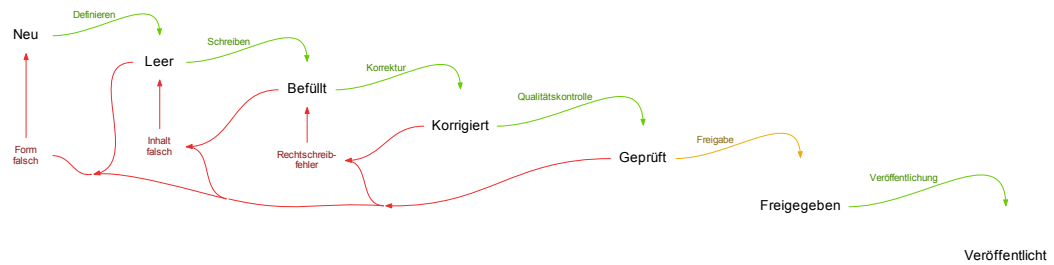 Definieren
Neu
Schreiben
Leer
Korrektur
Befüllt
Qualitätskontrolle
Korrigiert
Form
falsch
Inhalt
falsch
Rechtschreib-
fehler
Geprüft
Freigabe
Veröffentlichung
Freigegeben
Veröffentlicht